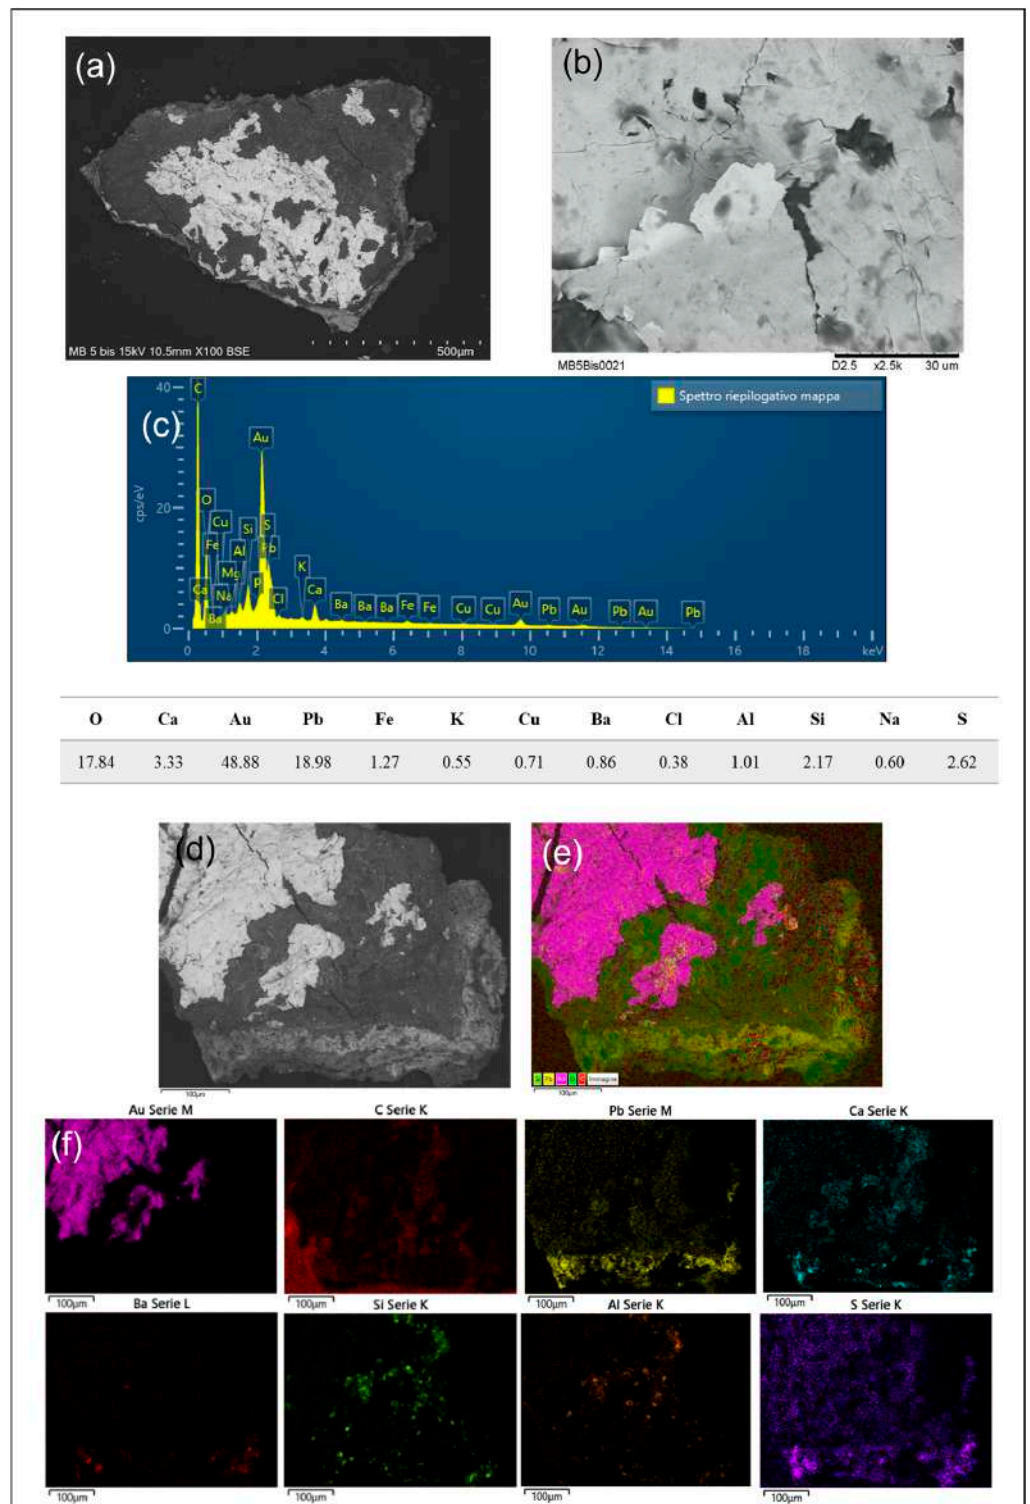 (a)
MB 5 bis 15kV 10.5mm X100 BSE
500µm
(b)
MB5Bis0021
D2.5 x2.5k 30 um
(c)
Spettro riepilogativo mappa
cps/eV
40
20
0
C
O
Cu
Fe
Si
Al
Mg
Na
Ca
Ba
P
Au
S
Pb
Cl
K
Ca
Ba
Ba
Ba
Fe
Fe
Cu
Cu
Au
Pb
Au
Pb
Au
Pb
0 2 4 6 8 10 12 14 16 18 keV
O Ca Au Pb Fe K Cu Ba Cl Al Si Na S
17.84 3.33 48.88 18.98 1.27 0.55 0.71 0.86 0.38 1.01 2.17 0.60 2.62
(d)
100µm
(e)
Immagine
100µm
(f)
Au Serie M C Serie K Pb Serie M Ca Serie K
100µm 100µm 100µm 100µm
Ba Serie L Si Serie K Al Serie K S Serie K
100µm 100µm 100µm 100µm